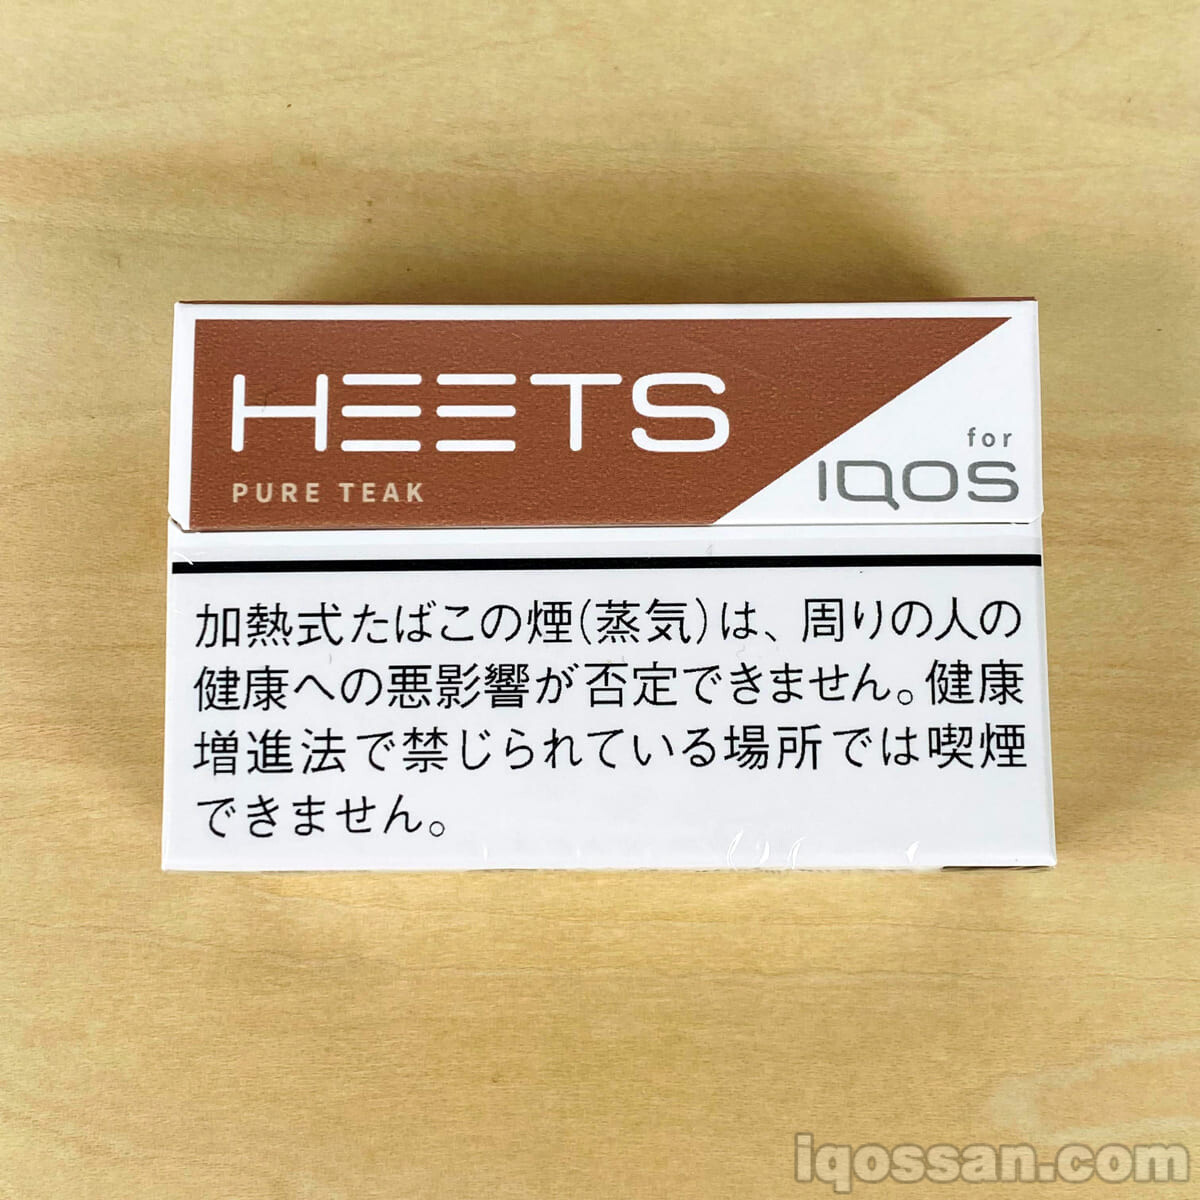 HEETS
PURE TEAK
for
IQOS
加熱式たばこの煙(蒸気)は、周りの人の
健康への悪影響が否定できません。健康
増進法で禁じられている場所では喫煙
できません。
iqossan.com